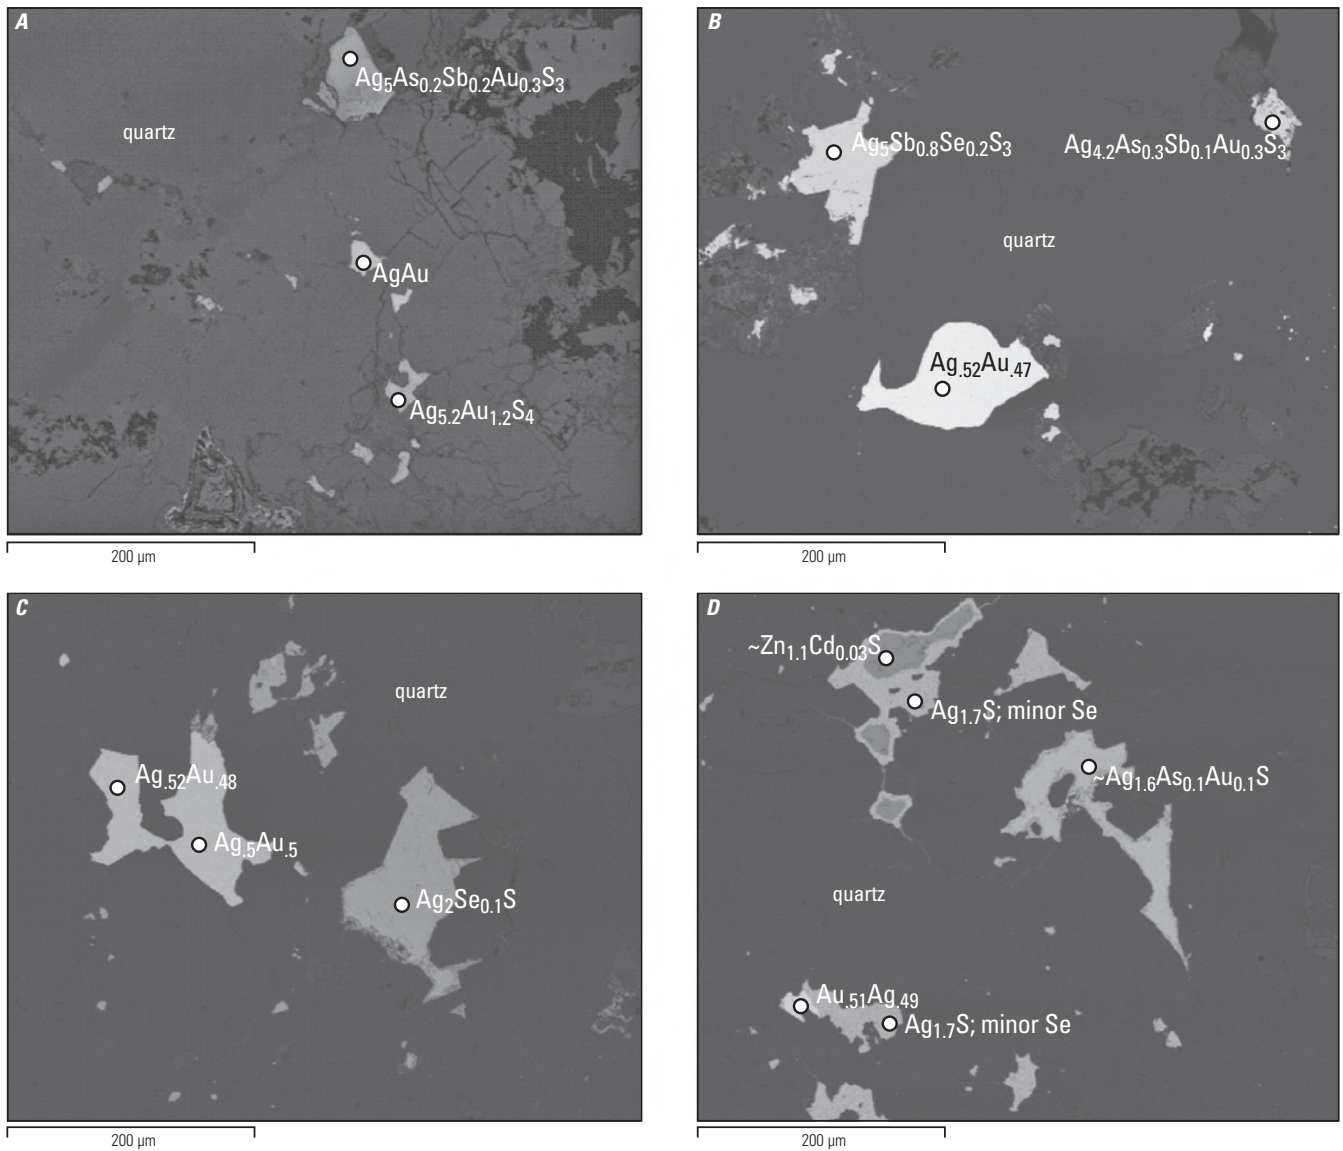 A
Ag5As0.2Sb0.2Au0.3S3
quartz
AgAu
Ag5.2Au1.2S4
200 µm
B
Ag5Sb0.8Se0.2S3
Ag4.2As0.3Sb0.1Au0.3S3
quartz
Ag.52Au.47
200 µm
C
quartz
Ag.52Au.48
Ag.5Au.5
Ag2Se0.1S
200 µm
D
~Zn1.1Cd0.03S
Ag1.7S; minor Se
~Ag1.6As0.1Au0.1S
quartz
Au.51Ag.49
Ag1.7S; minor Se
200 µm